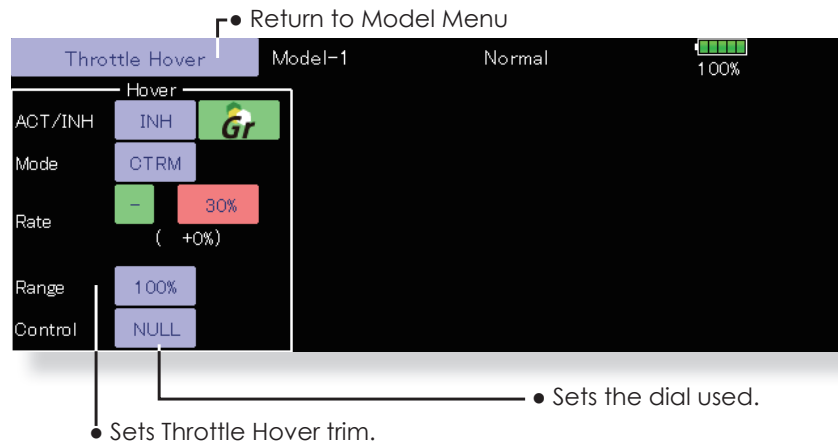 ● Return to Model Menu
Throttle Hover Model-1 Normal 100%
Hover
ACT/INH INH Gr
Mode CTRM
Rate - 30%
( +0%)
Range 100%
Control NULL
● Sets the dial used.
● Sets Throttle Hover trim.